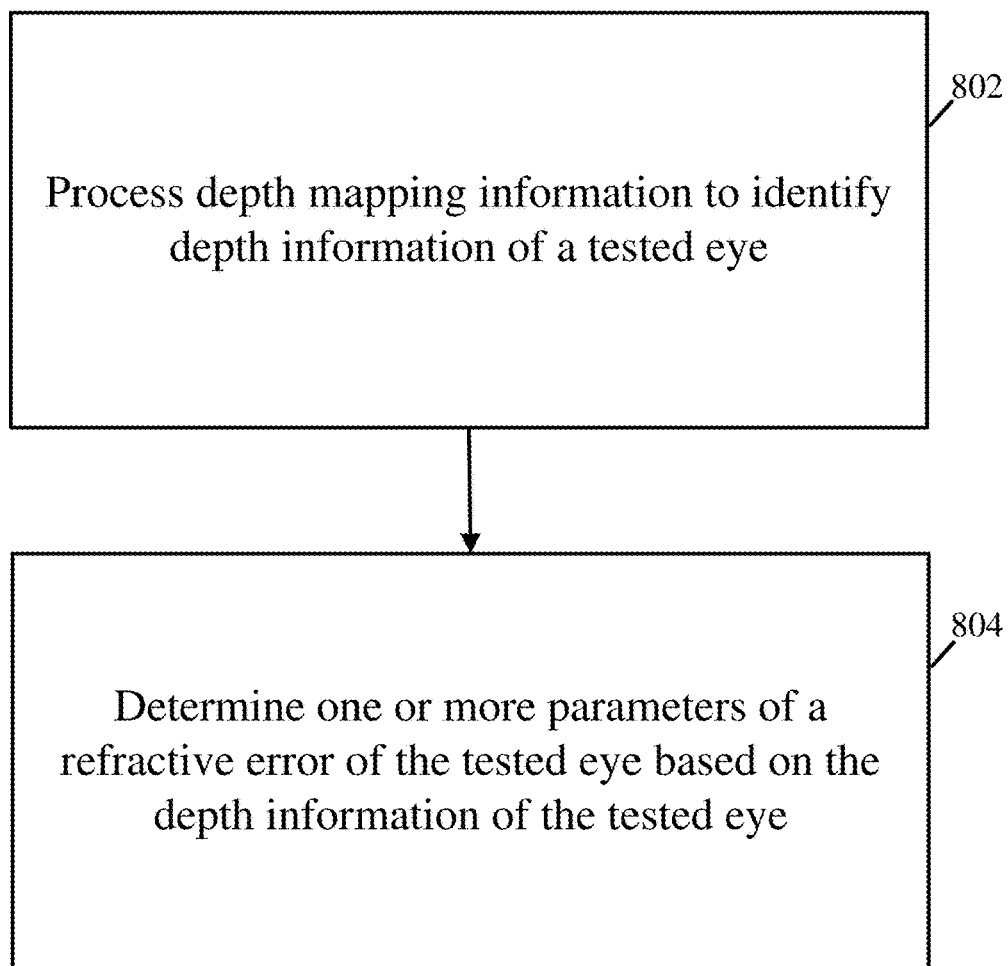 802
Process depth mapping information to identify
depth information of a tested eye
804
Determine one or more parameters of a
refractive error of the tested eye based on the
depth information of the tested eye